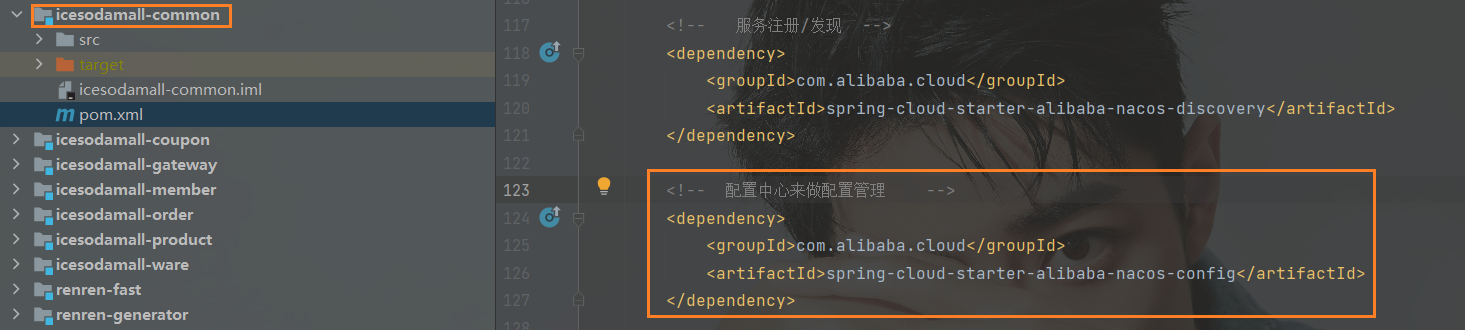 icesodamall-common
src
target
icesodamall-common.iml
pom.xml
icesodamall-coupon
icesodamall-gateway
icesodamall-member
icesodamall-order
icesodamall-product
icesodamall-ware
renren-fast
renren-generator
117 <!-- 服务注册/发现 -->
118 <dependency>
119 <groupId>com.alibaba.cloud</groupId>
120 <artifactId>spring-cloud-starter-alibaba-nacos-discovery</artifactId>
121 </dependency>
122
123 <!-- 配置中心来做配置管理 -->
124 <dependency>
125 <groupId>com.alibaba.cloud</groupId>
126 <artifactId>spring-cloud-starter-alibaba-nacos-config</artifactId>
127 </dependency>